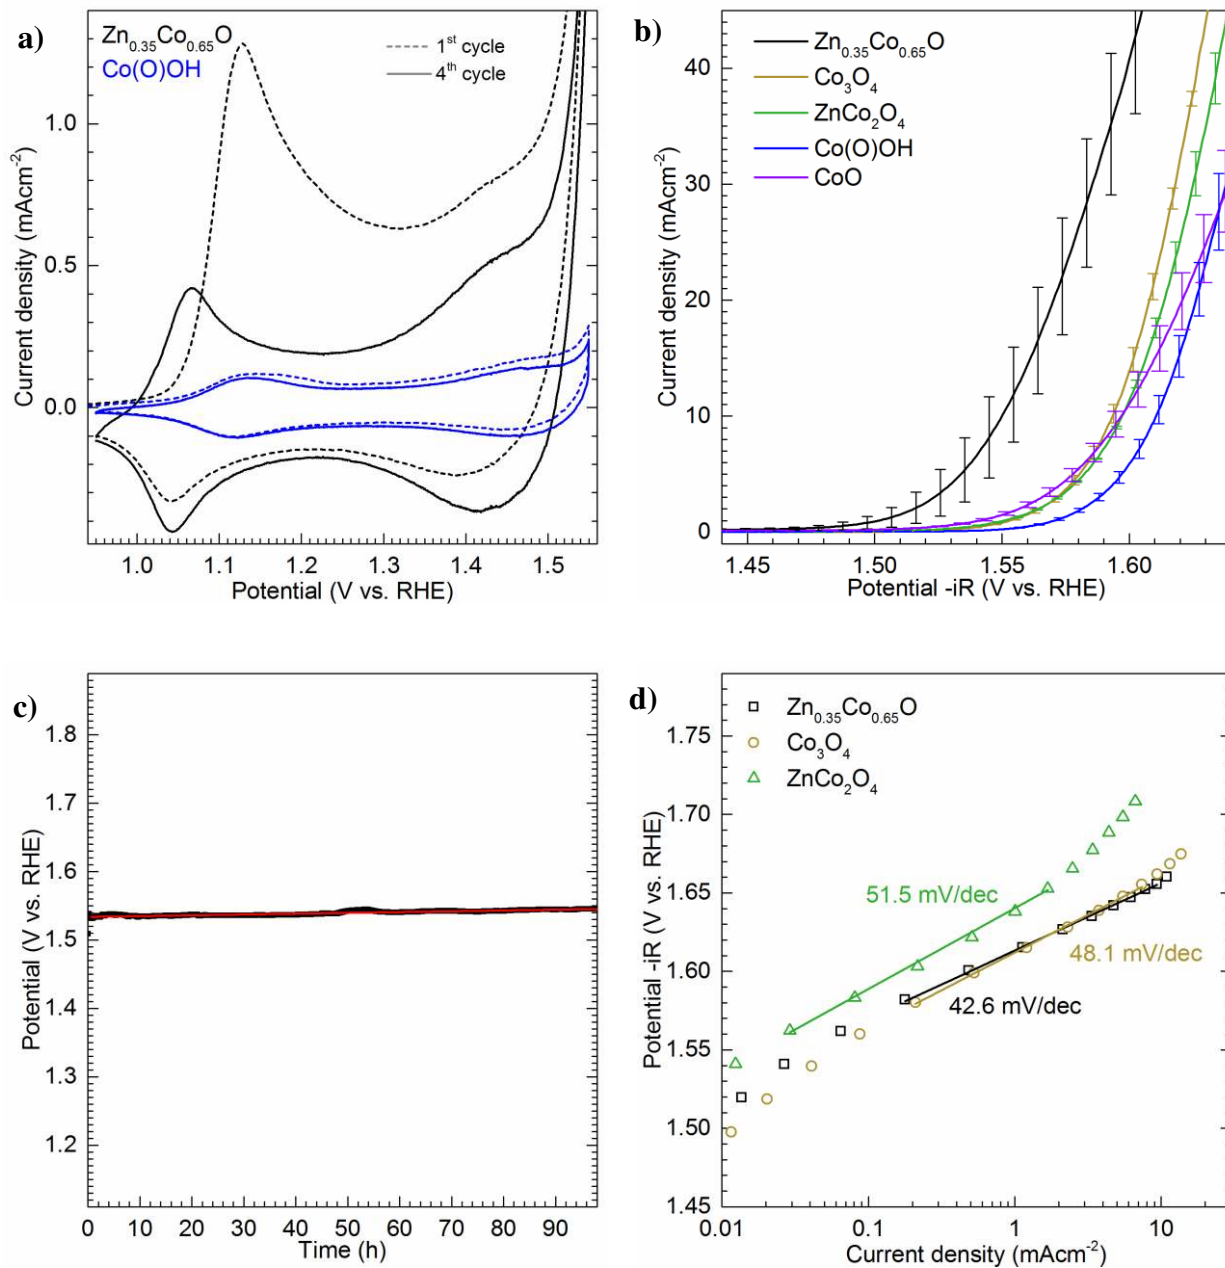 a)
Zn0.35Co0.65O
Co(O)OH
1st cycle
4th cycle
Current density (mAcm-2)
1.0
0.5
0.0
1.0 1.1 1.2 1.3 1.4 1.5
Potential (V vs. RHE)
b)
Zn0.35Co0.65O
Co3O4
ZnCo2O4
Co(O)OH
CoO
Current density (mAcm-2)
40
30
20
10
0
1.45 1.50 1.55 1.60
Potential -iR (V vs. RHE)
c)
Potential (V vs. RHE)
1.8
1.7
1.6
1.5
1.4
1.3
1.2
0 10 20 30 40 50 60 70 80 90
Time (h)
d)
Zn0.35Co0.65O
Co3O4
ZnCo2O4
51.5 mV/dec
48.1 mV/dec
42.6 mV/dec
Potential -iR (V vs. RHE)
1.75
1.70
1.65
1.60
1.55
1.50
1.45
0.01 0.1 1 10
Current density (mAcm-2)